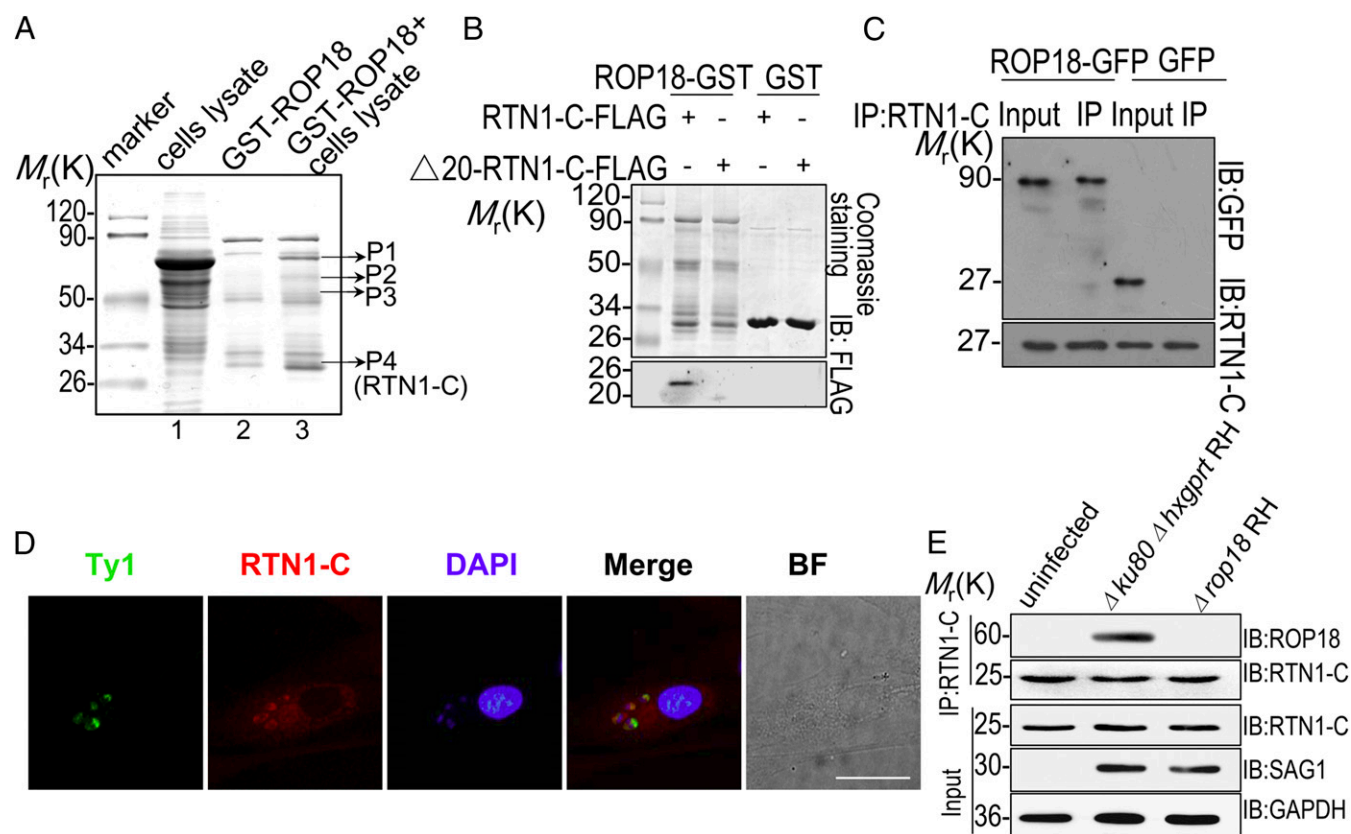 A
marker
cells lysate
GST-ROP18
GST-ROP18+
cells lysate
Mr(K)
120-
90-
50-
34-
26-
P1
P2
P3
P4
(RTN1-C)
1 2 3
B
ROP18-GST GST
RTN1-C-FLAG + - + -
△20-RTN1-C-FLAG - + - +
Mr(K)
120-
90-
50-
34-
26-
26-
20-
Coomassie
staining
IB: FLAG
C
ROP18-GFP GFP
IP:RTN1-C Input IP Input IP
Mr(K)
90-
27-
27-
IB:GFP
IB:RTN1-C
D
Ty1 RTN1-C DAPI Merge BF
E
uninfected
Δku80 Δhxgprt RH
Δrop18 RH
Mr(K)
IP:RTN1-C
60- IB:ROP18
25- IB:RTN1-C
Input
25- IB:RTN1-C
30- IB:SAG1
36- IB:GAPDH